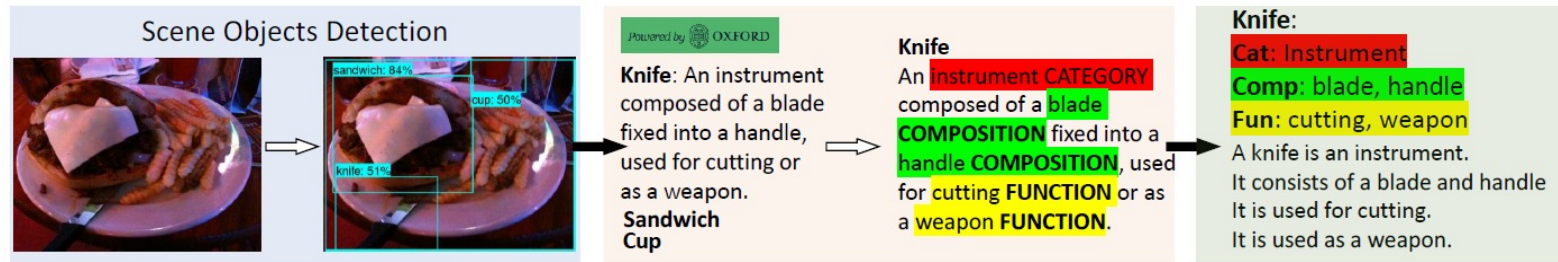 Scene Objects Detection
sandwich: 84%
cup: 50%
knife: 51%
Powered by OXFORD
Knife: An instrument
composed of a blade
fixed into a handle,
used for cutting or
as a weapon.
Sandwich
Cup
Knife
An instrument CATEGORY
composed of a blade
COMPOSITION fixed into a
handle COMPOSITION, used
for cutting FUNCTION or as
a weapon FUNCTION.
Knife:
Cat: Instrument
Comp: blade, handle
Fun: cutting, weapon
A knife is an instrument.
It consists of a blade and handle
It is used for cutting.
It is used as a weapon.